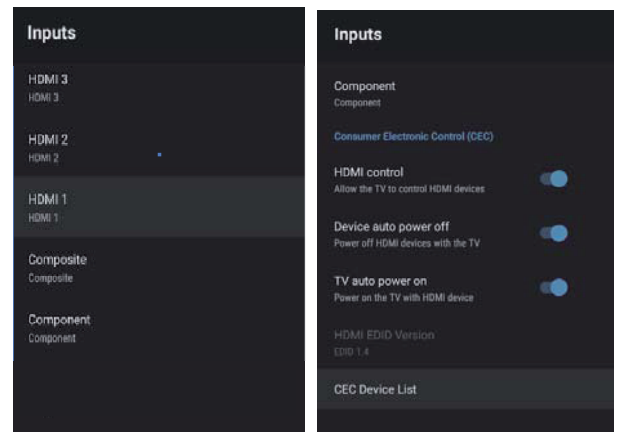 Inputs
HDMI 3
HDMI 3
HDMI 2
HDMI 2
HDMI 1
HDMI 1
Composite
Composite
Component
Component
Inputs
Component
Component
Consumer Electronic Control (CEC)
HDMI control
Allow the TV to control HDMI devices
Device auto power off
Power off HDMI devices with the TV
TV auto power on
Power on the TV with HDMI device
HDMI EDID Version
EDID 1.4
CEC Device List